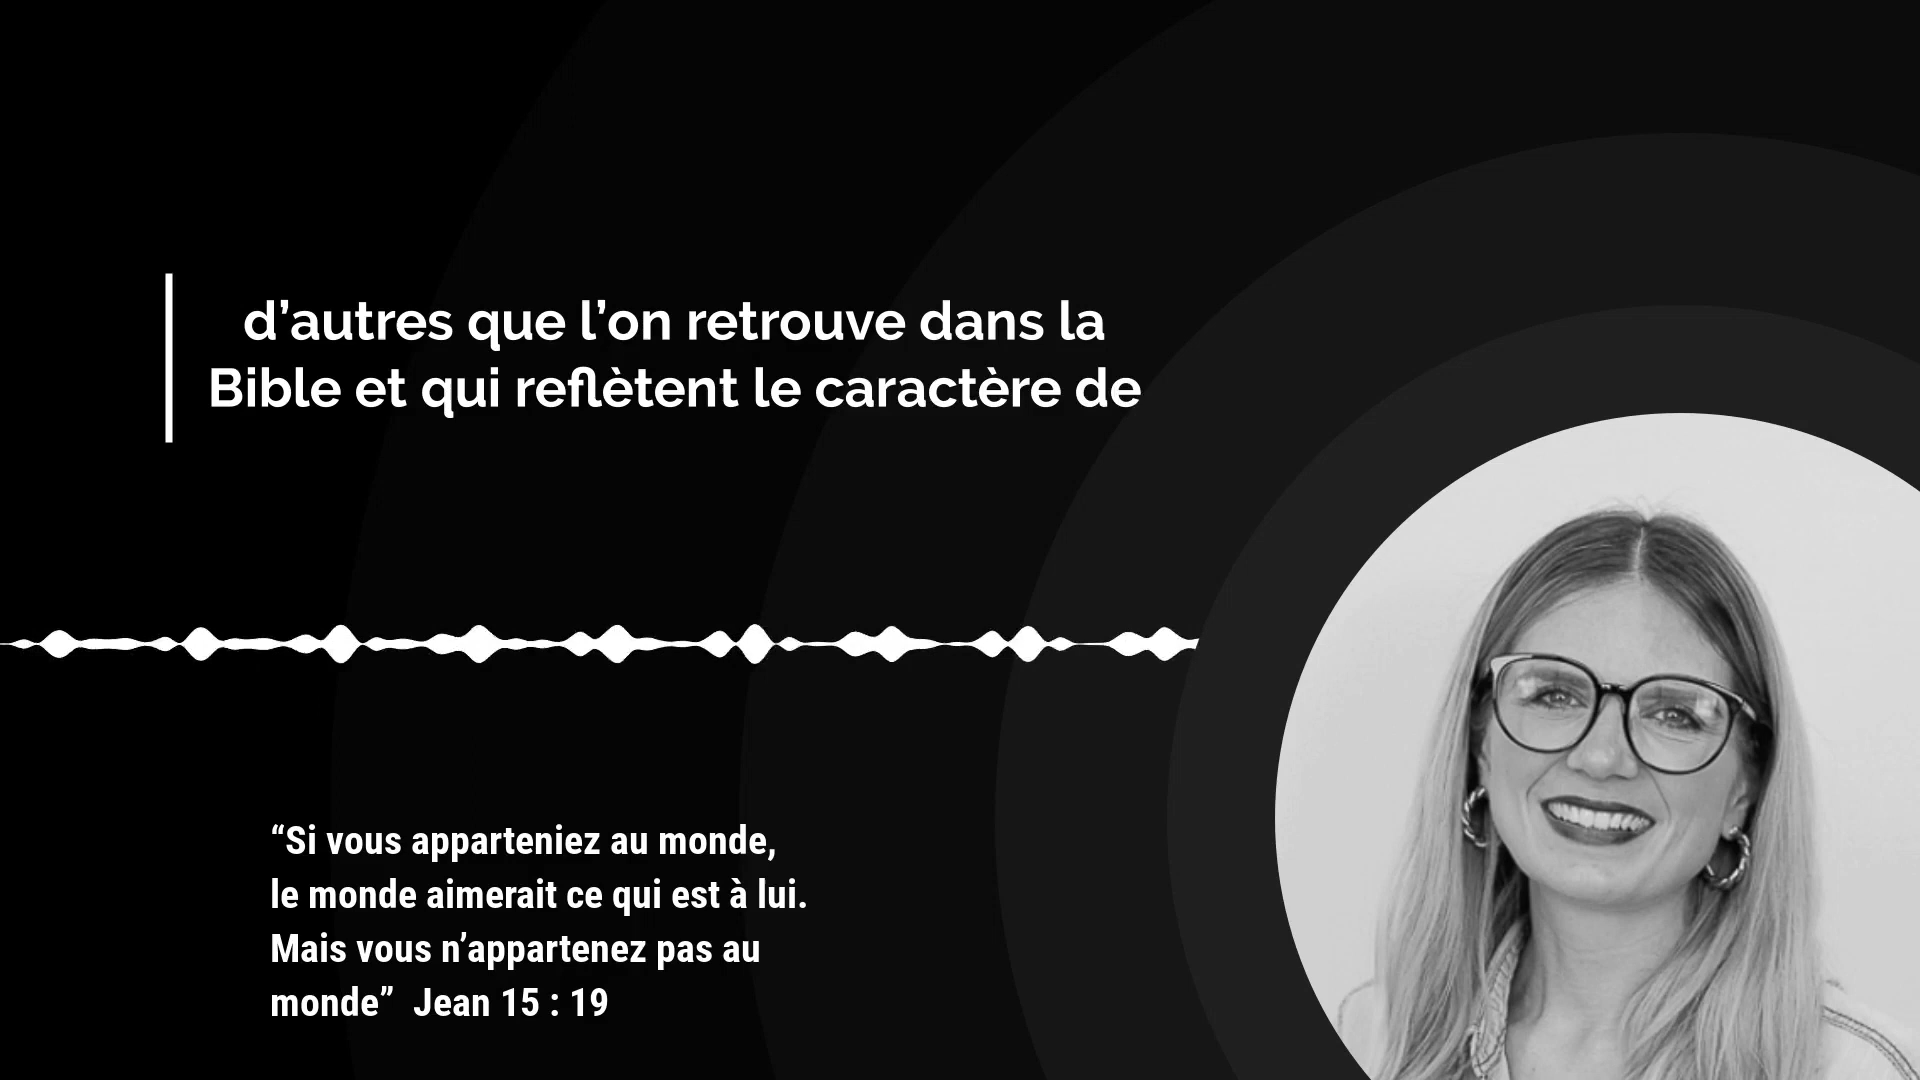 d’autres que l’on retrouve dans la
Bible et qui reflètent le caractère de
“Si vous apparteniez au monde,
le monde aimerait ce qui est à lui.
Mais vous n’appartenez pas au
monde”  Jean 15 : 19